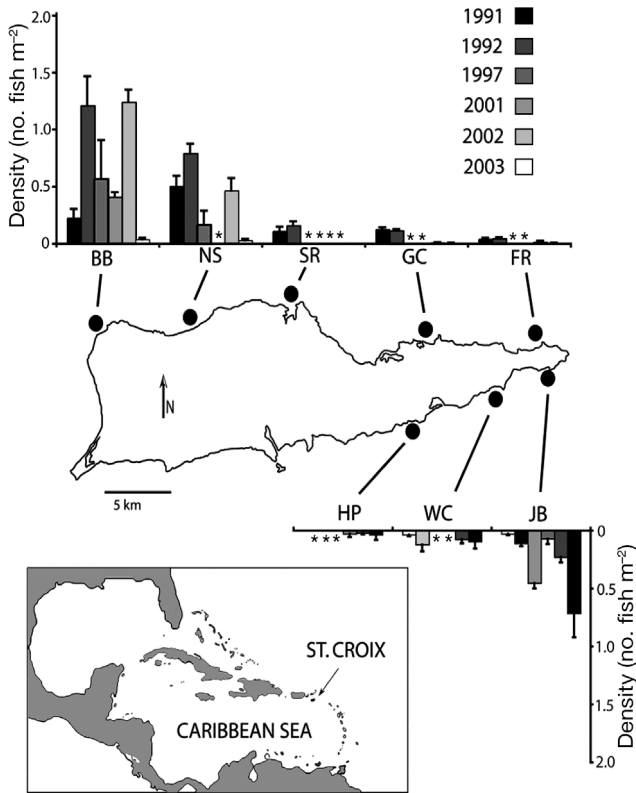 2.0
1.5
1.0
0.5
0
Density (no. fish m⁻²)
1991
1992
1997
2001
2002
2003
*
* * * *
* *
* *
BB NS SR GC FR
N
5 km
HP WC JB
* * *
* *
0
0.5
1.0
1.5
2.0
Density (no. fish m⁻²)
ST. CROIX
CARIBBEAN SEA